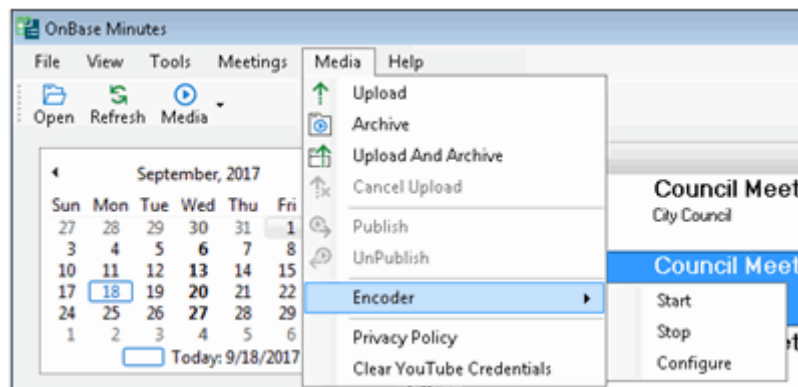 OnBase Minutes
File View Tools Meetings Media Help
Open Refresh Media
Upload
Archive
Upload And Archive
Cancel Upload
Publish
UnPublish
Encoder
Privacy Policy
Clear YouTube Credentials
Start
Stop
Configure
September, 2017
Sun Mon Tue Wed Thu Fri
27 28 29 30 31 1
3 4 5 6 7 8
10 11 12 13 14 15
17 18 19 20 21 22
24 25 26 27 28 29
1 2 3 4 5 6
Today: 9/18/2017
Council Meet
City Council
Council Meet